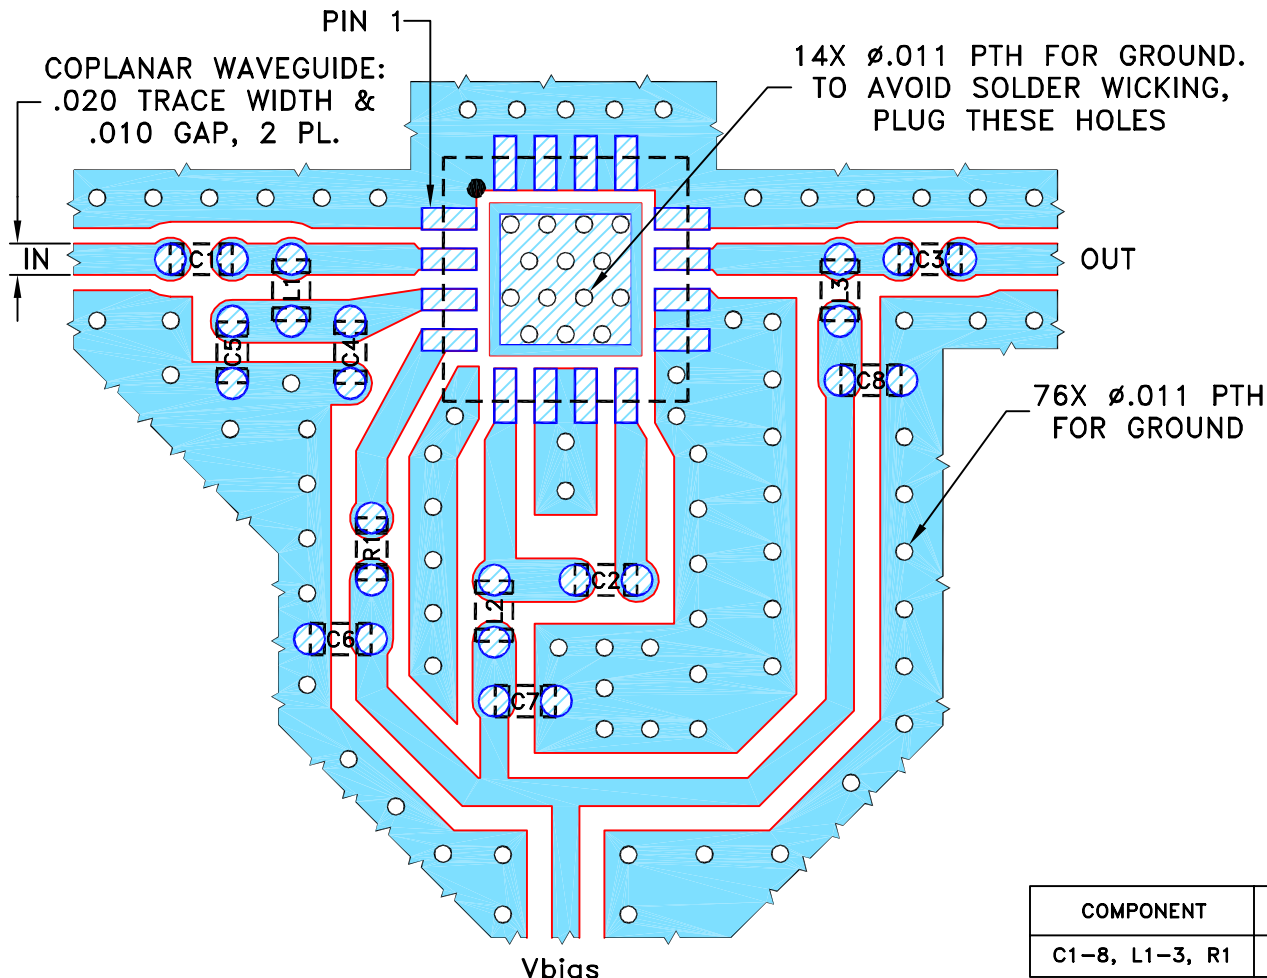 PIN 1
COPLANAR WAVEGUIDE:
.020 TRACE WIDTH &
.010 GAP, 2 PL.
14X ø.011 PTH FOR GROUND.
TO AVOID SOLDER WICKING,
PLUG THESE HOLES
IN
C1
L1
C3
L3
OUT
C5
C4
C8
76X ø.011 PTH
FOR GROUND
R1
C2
L2
C6
C7
Vbias
COMPONENT
C1-8, L1-3, R1